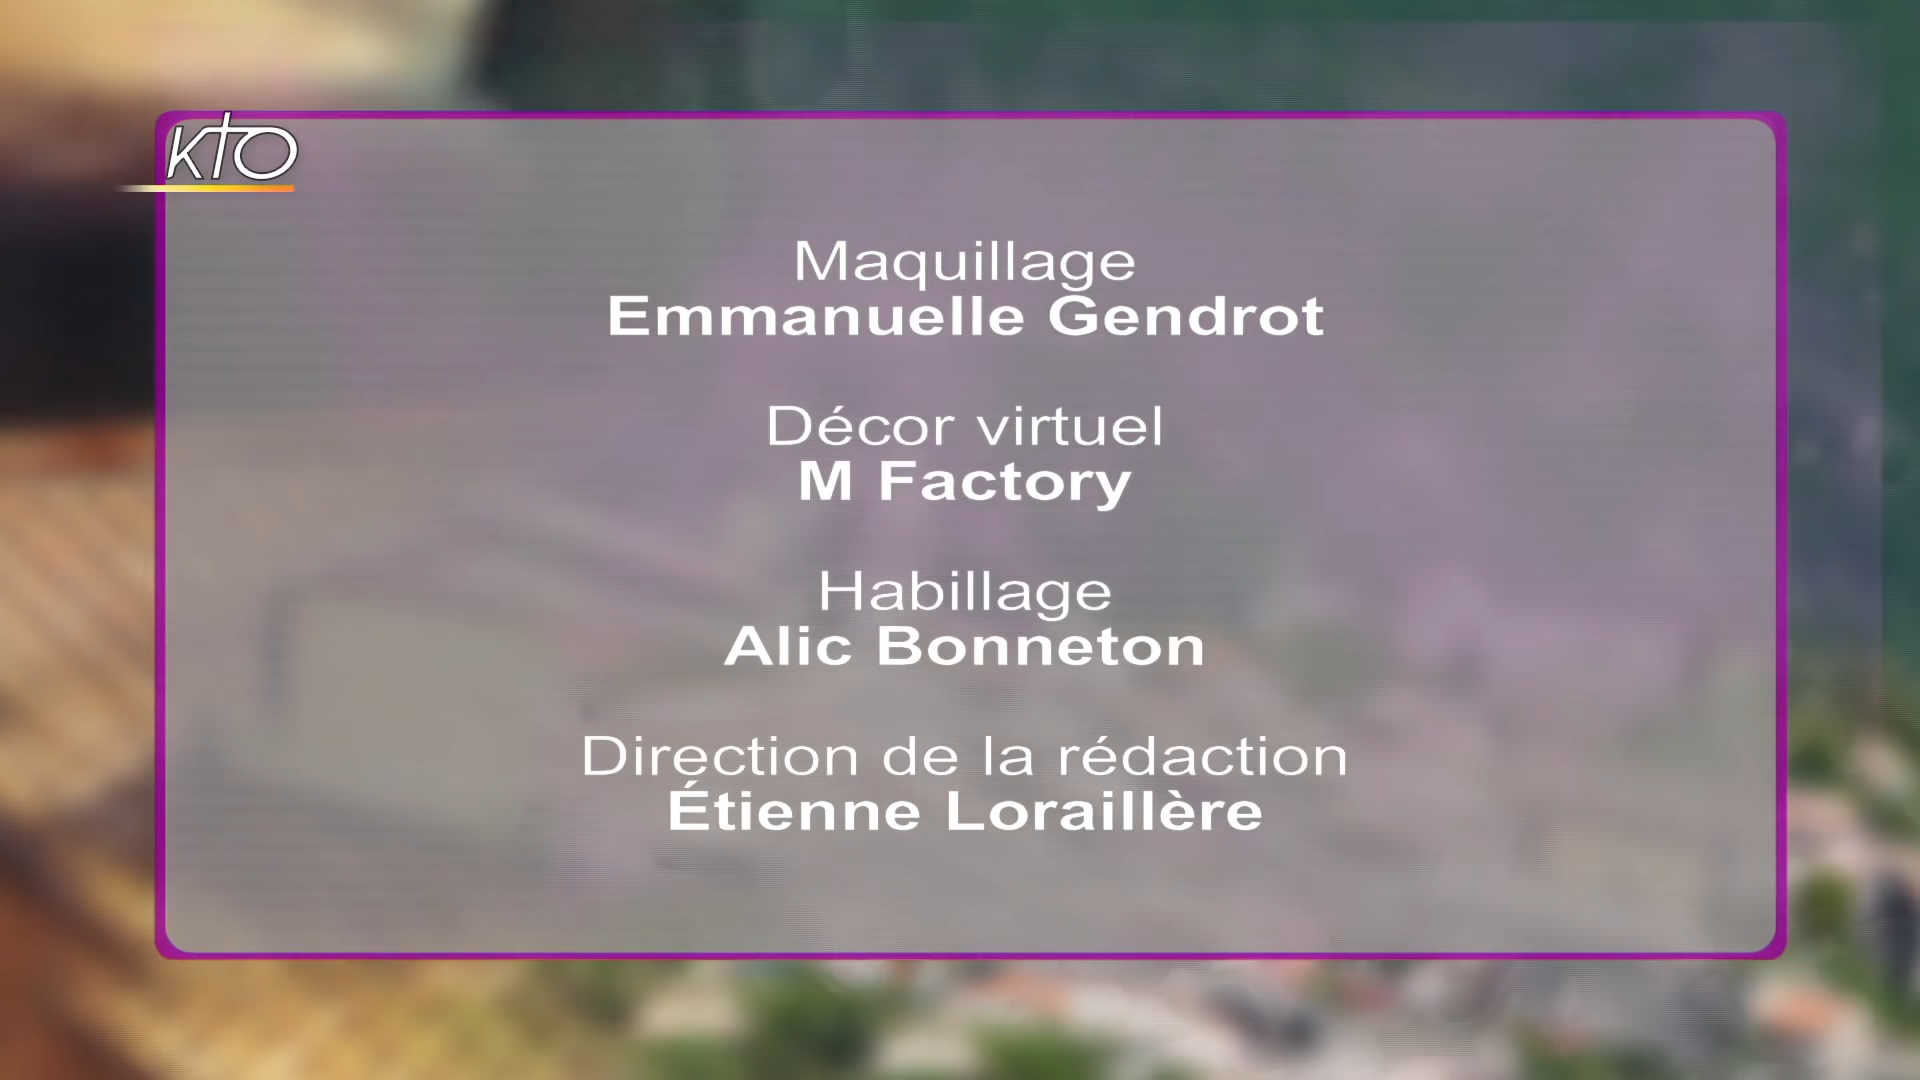 KTO
Maquillage
Emmanuelle Gendrot
Décor virtuel
M Factory
Habillage
Alic Bonneton
Direction de la rédaction
Étienne Loraillère